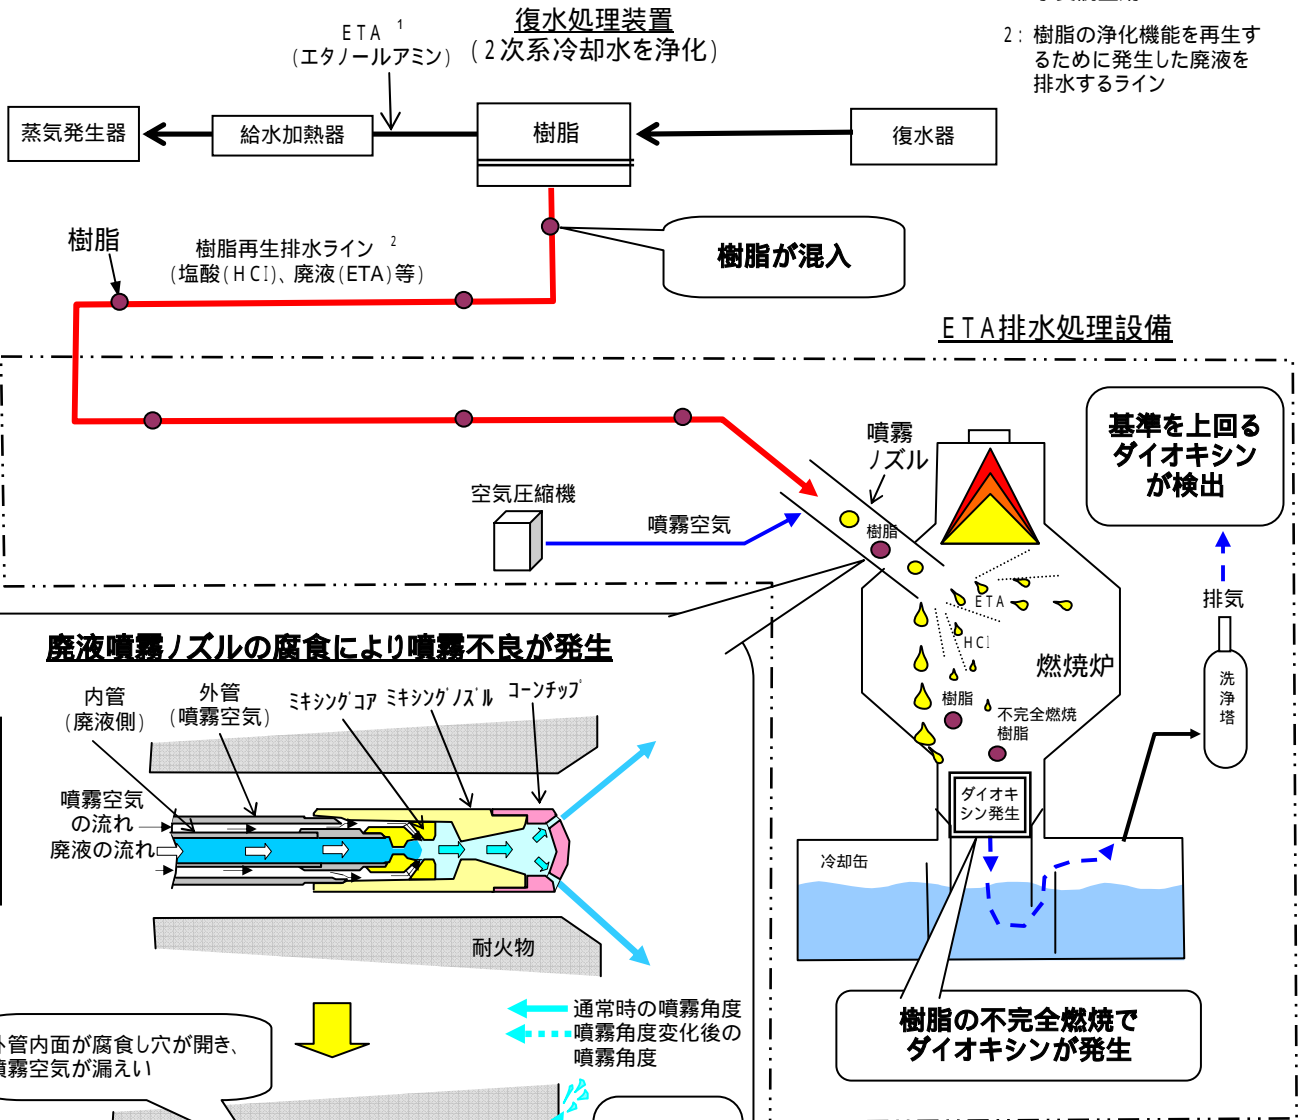 復水処理装置
(2次系冷却水を浄化)
ETA 1
(エタノールアミン)
2: 樹脂の浄化機能を再生す
るために発生した廃液を
排水するライン
蒸気発生器
給水加熱器
樹脂
復水器
樹脂
樹脂再生排水ライン 2
(塩酸(HCl)、廃液(ETA)等)
樹脂が混入
ETA排水処理設備
基準を上回る
ダイオキシン
が検出
噴霧
ノズル
空気圧縮機
噴霧空気
樹脂
ETA
HCl
燃焼炉
排気
洗
浄
塔
樹脂
不完全燃焼
樹脂
ダイオキ
シン発生
冷却缶
樹脂の不完全燃焼で
ダイオキシンが発生
廃液噴霧ノズルの腐食により噴霧不良が発生
内管
(廃液側)
外管
(噴霧空気)
ミキシングコア
ミキシングノズル
コーンチップ
噴霧空気
の流れ
廃液の流れ
耐火物
通常時の噴霧角度
噴霧角度変化後の
噴霧角度
外管内面が腐食し穴が開き、
噴霧空気が漏えい